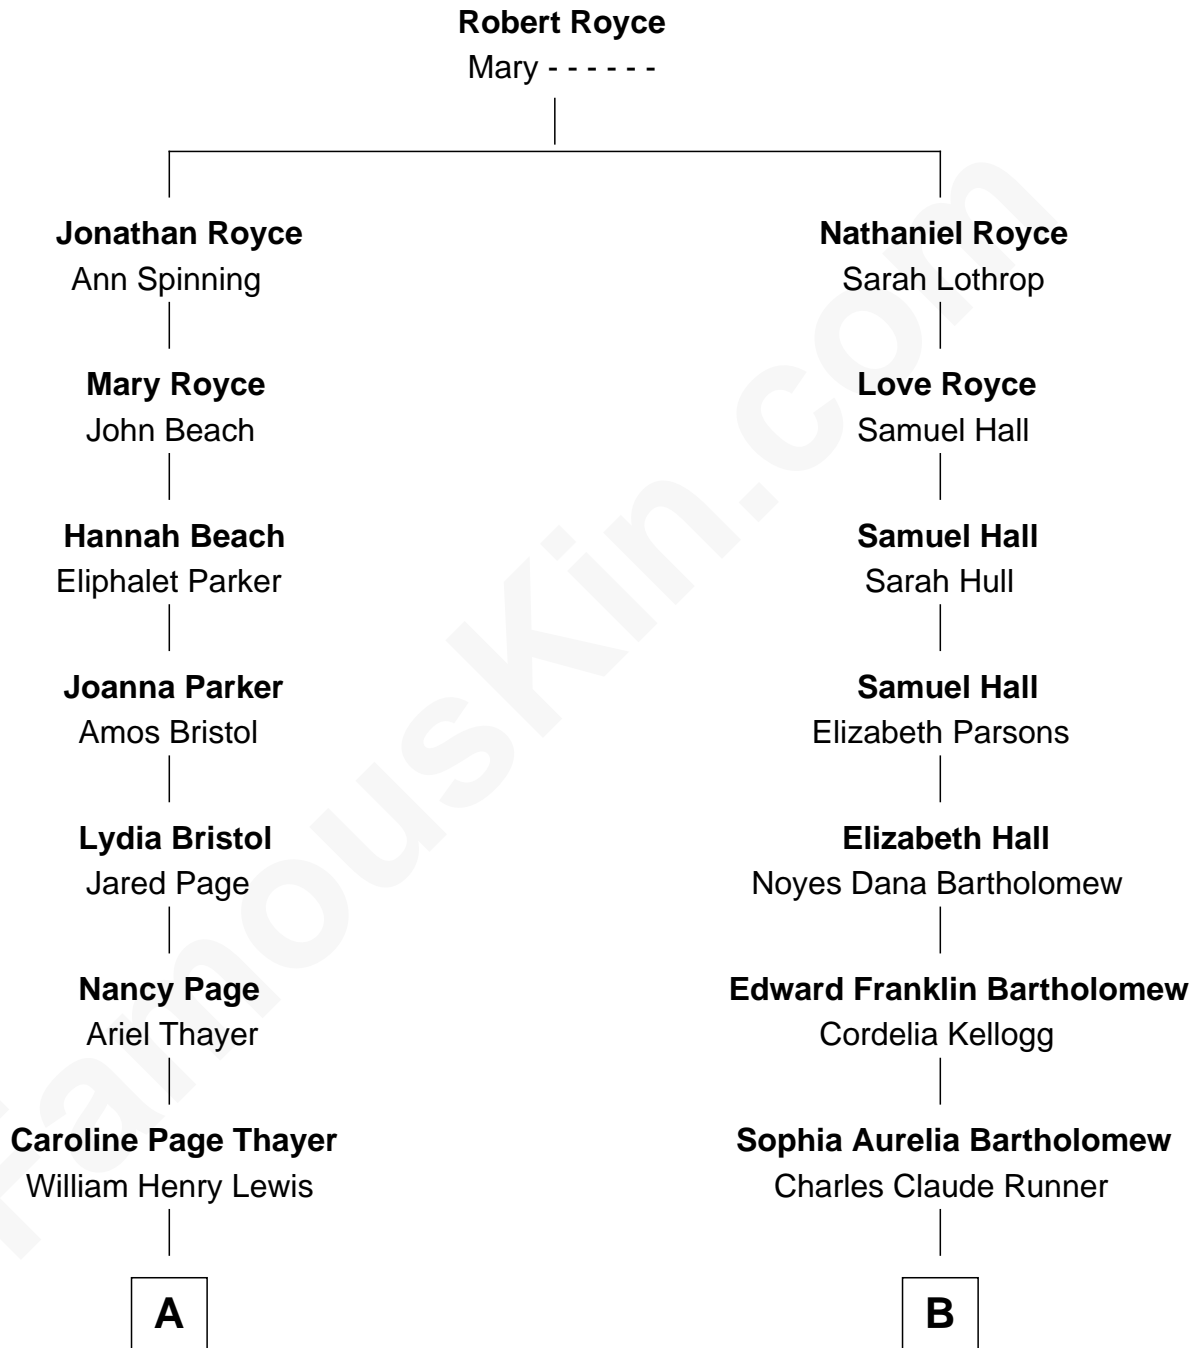 Robert Royce
Mary - - - - - -
Jonathan Royce
Ann Spinning
Nathaniel Royce
Sarah Lothrop
Mary Royce
John Beach
Love Royce
Samuel Hall
Hannah Beach
Eliphalet Parker
Samuel Hall
Sarah Hull
Joanna Parker
Amos Bristol
Samuel Hall
Elizabeth Parsons
Lydia Bristol
Jared Page
Elizabeth Hall
Noyes Dana Bartholomew
Nancy Page
Ariel Thayer
Edward Franklin Bartholomew
Cordelia Kellogg
Caroline Page Thayer
William Henry Lewis
Sophia Aurelia Bartholomew
Charles Claude Runner
A
B
FamousKin.com